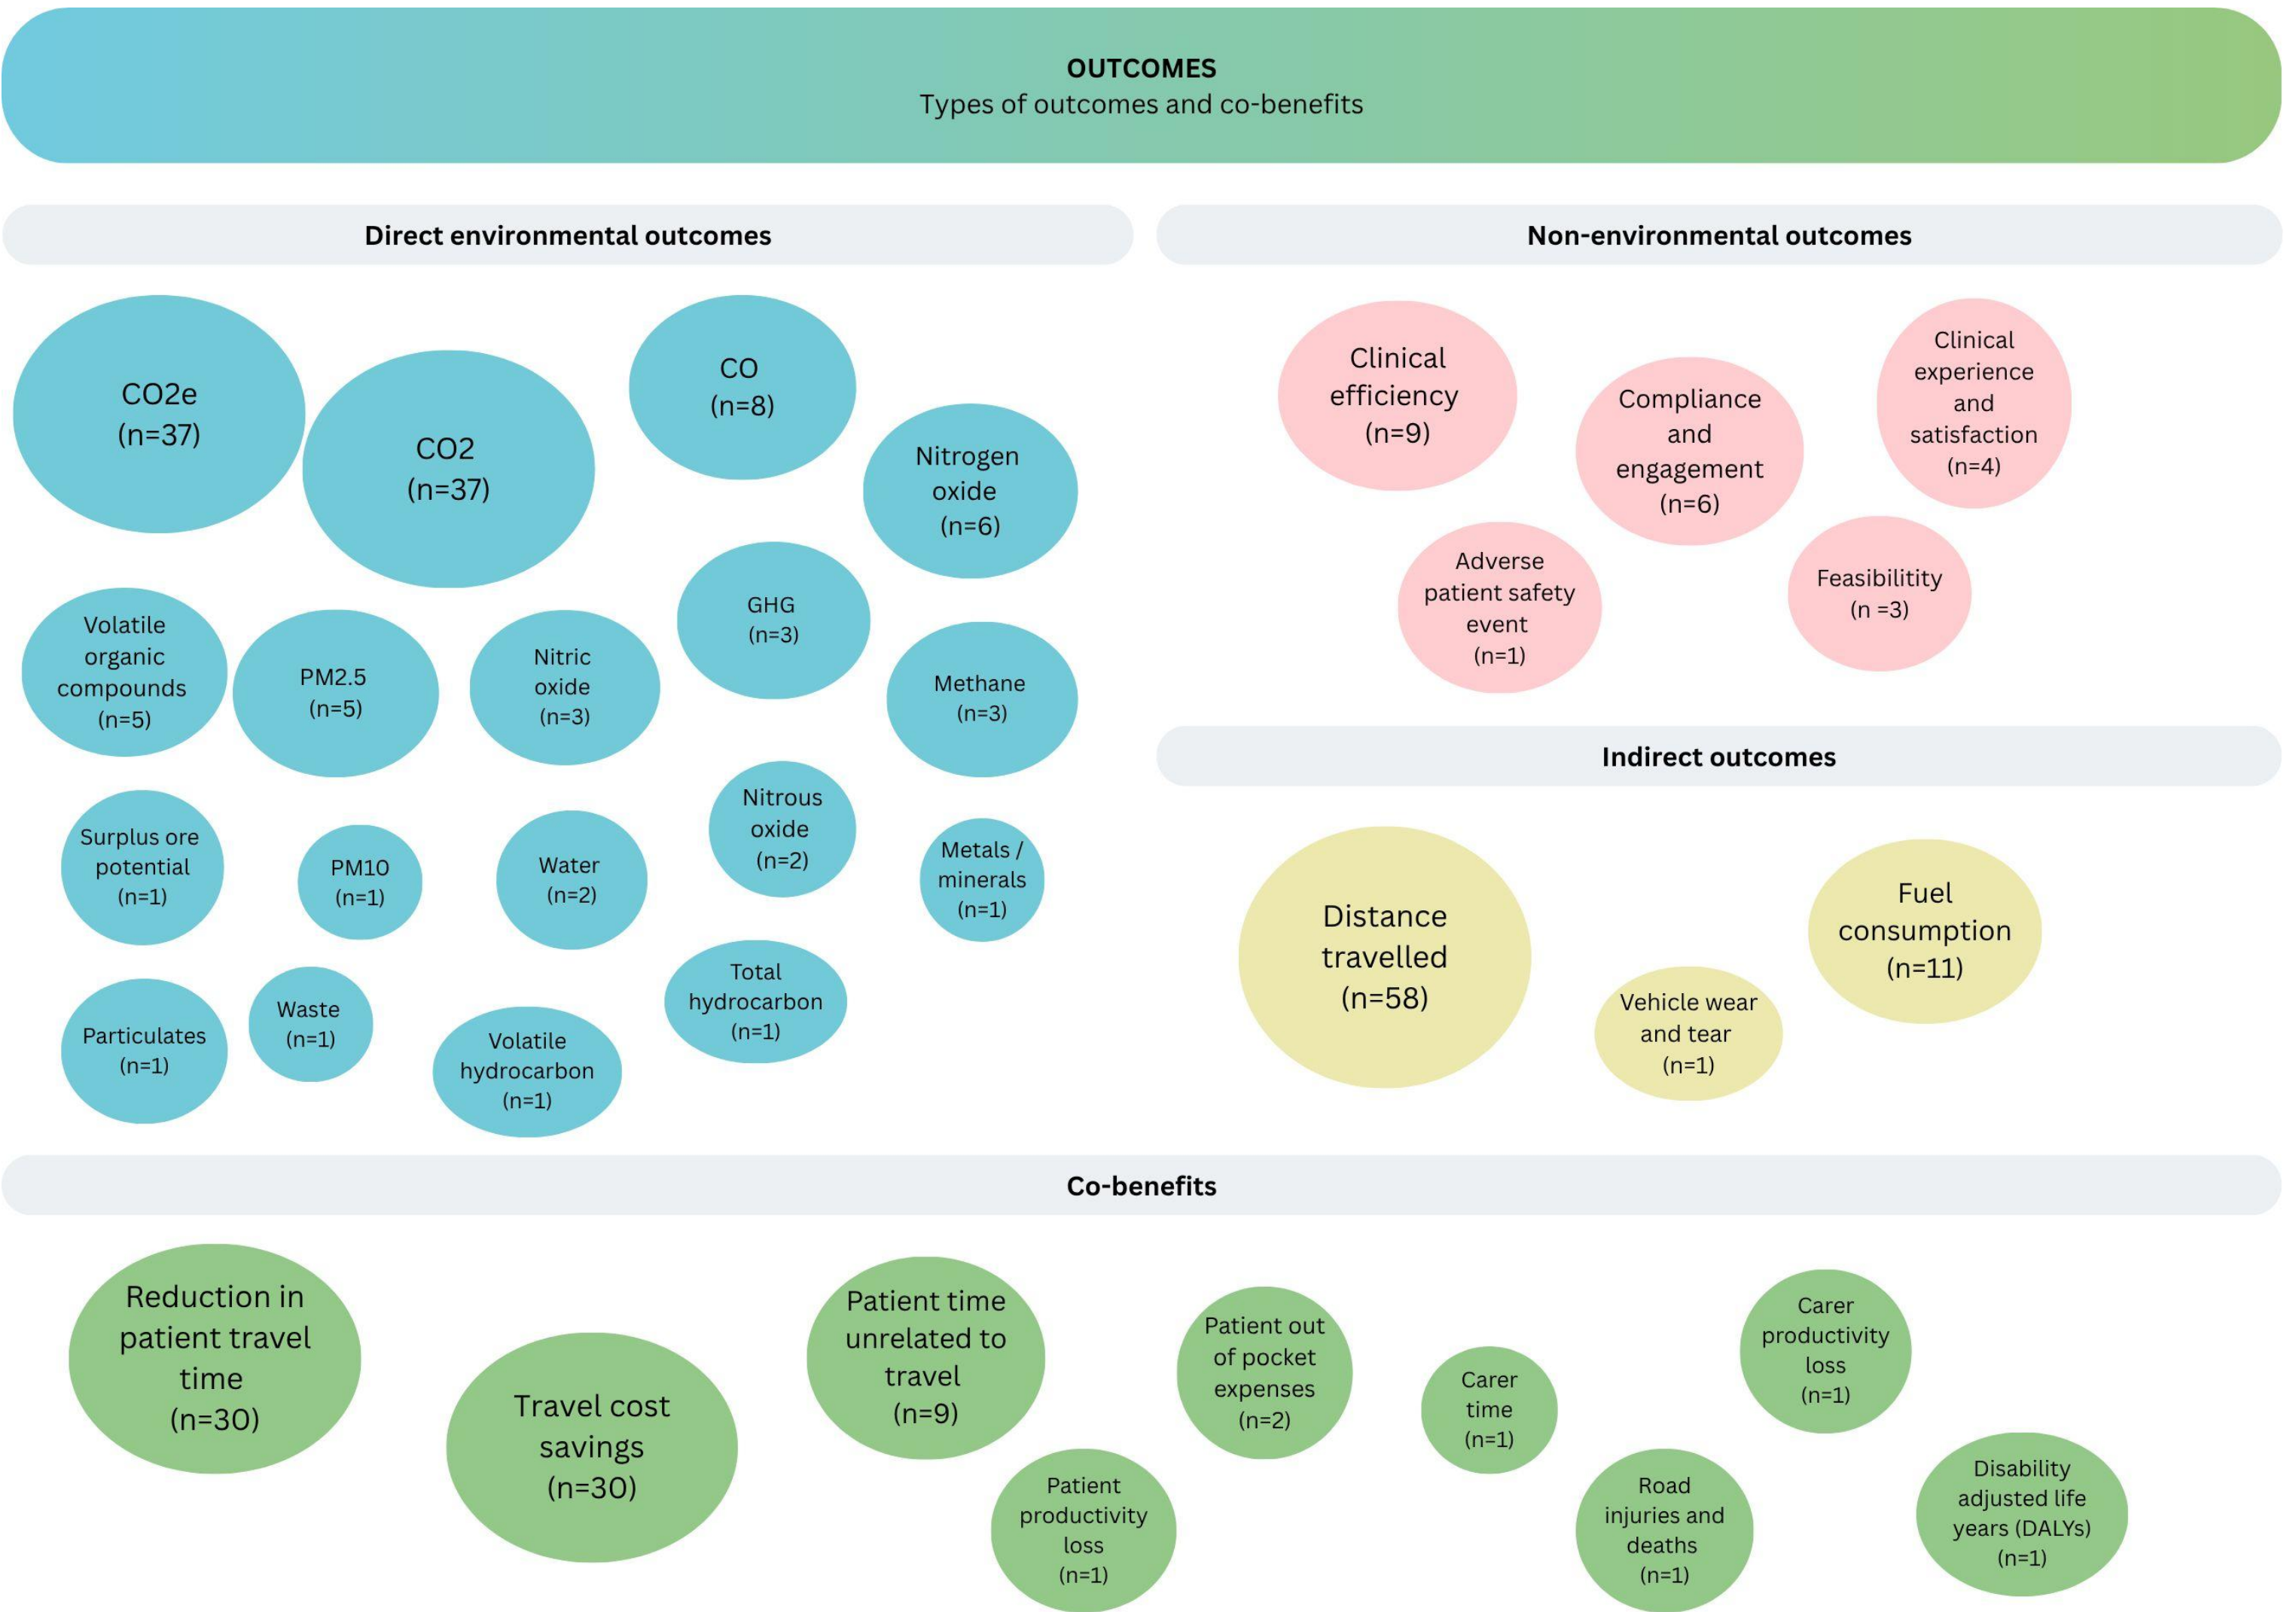 OUTCOMES
Types of outcomes and co-benefits
Direct environmental outcomes
CO2e
(n=37)
CO2
(n=37)
CO
(n=8)
Nitrogen
oxide
(n=6)
Volatile
organic
compounds
(n=5)
PM2.5
(n=5)
Nitric
oxide
(n=3)
GHG
(n=3)
Methane
(n=3)
Surplus ore
potential
(n=1)
PM10
(n=1)
Water
(n=2)
Nitrous
oxide
(n=2)
Metals /
minerals
(n=1)
Particulates
(n=1)
Waste
(n=1)
Volatile
hydrocarbon
(n=1)
Total
hydrocarbon
(n=1)
Non-environmental outcomes
Clinical
efficiency
(n=9)
Compliance
and
engagement
(n=6)
Clinical
experience
and
satisfaction
(n=4)
Adverse
patient safety
event
(n=1)
Feasibilitity
(n =3)
Indirect outcomes
Distance
travelled
(n=58)
Vehicle wear
and tear
(n=1)
Fuel
consumption
(n=11)
Co-benefits
Reduction in
patient travel
time
(n=30)
Travel cost
savings
(n=30)
Patient time
unrelated to
travel
(n=9)
Patient
productivity
loss
(n=1)
Patient out
of pocket
expenses
(n=2)
Carer
time
(n=1)
Road
injuries and
deaths
(n=1)
Carer
productivity
loss
(n=1)
Disability
adjusted life
years (DALYs)
(n=1)